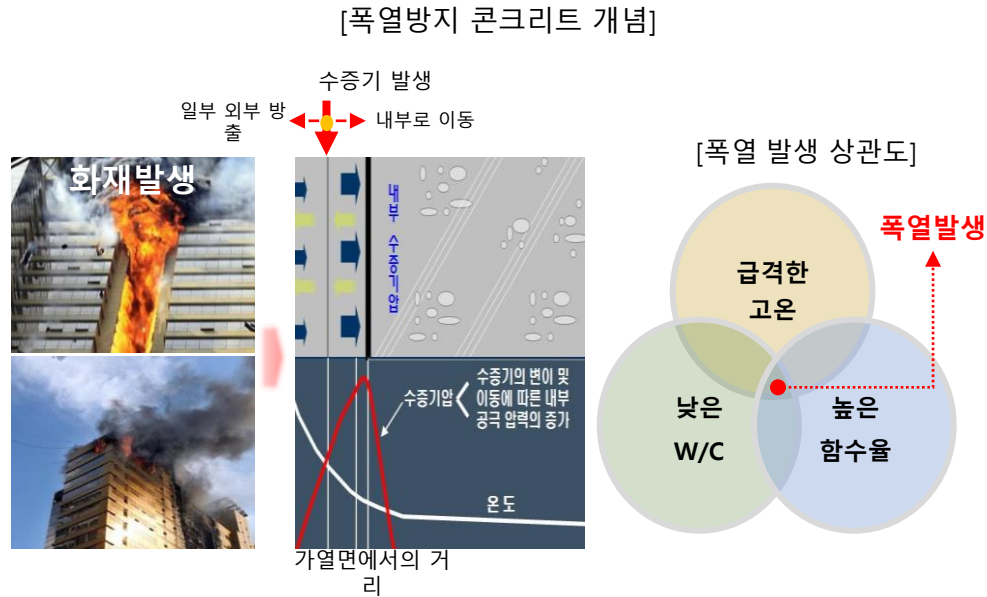 [폭열방지 콘크리트 개념]
수증기 발생
일부 외부 방
출
내부로 이동
화재발생
내부 수증기압
수증기압
수증기의 변이 및
이동에 따른 내부
공극 압력의 증가
온도
가열면에서의 거
리
[폭열 발생 상관도]
폭열발생
급격한
고온
낮은
W/C
높은
함수율